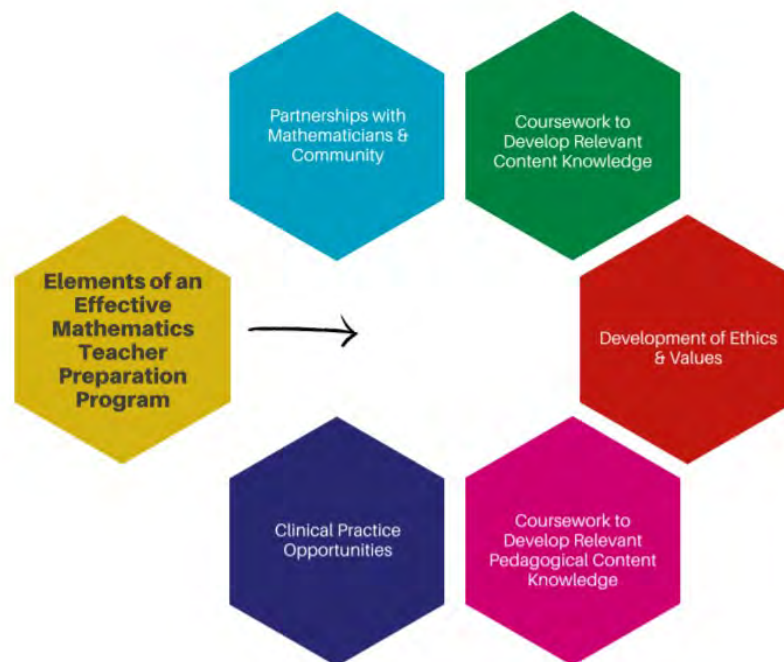 Partnerships with
Mathematicians &
Community
Coursework to
Develop Relevant
Content Knowledge
Elements of an
Effective
Mathematics
Teacher
Preparation
Program
Development of Ethics
& Values
Clinical Practice
Opportunities
Coursework to
Develop Relevant
Pedagogical Content
Knowledge